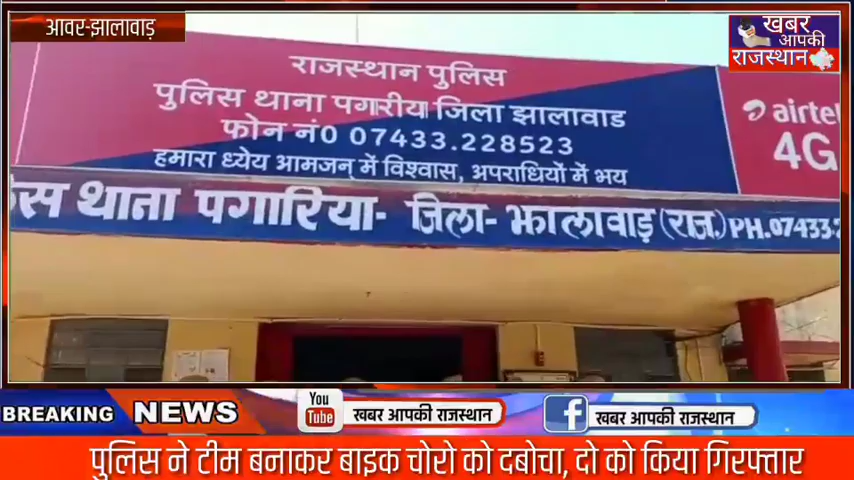 आवर-झालावाड़
खबर
आपकी
राजस्थान
राजस्थान पुलिस
पुलिस थाना पगारीया जिला झालावाड
फोन नं0 07433.228523
हमारा ध्येय आमजन में विश्वास, अपराधियों में भय
airtel
4G
पुलिस थाना पगारिया- जिला- झालावाड़ (राज.) PH.07433-2
BREAKING NEWS
You Tube खबर आपकी राजस्थान
f खबर आपकी राजस्थान
पुलिस ने टीम बनाकर बाइक चोरो को दबोचा, दो को किया गिरफ्तार